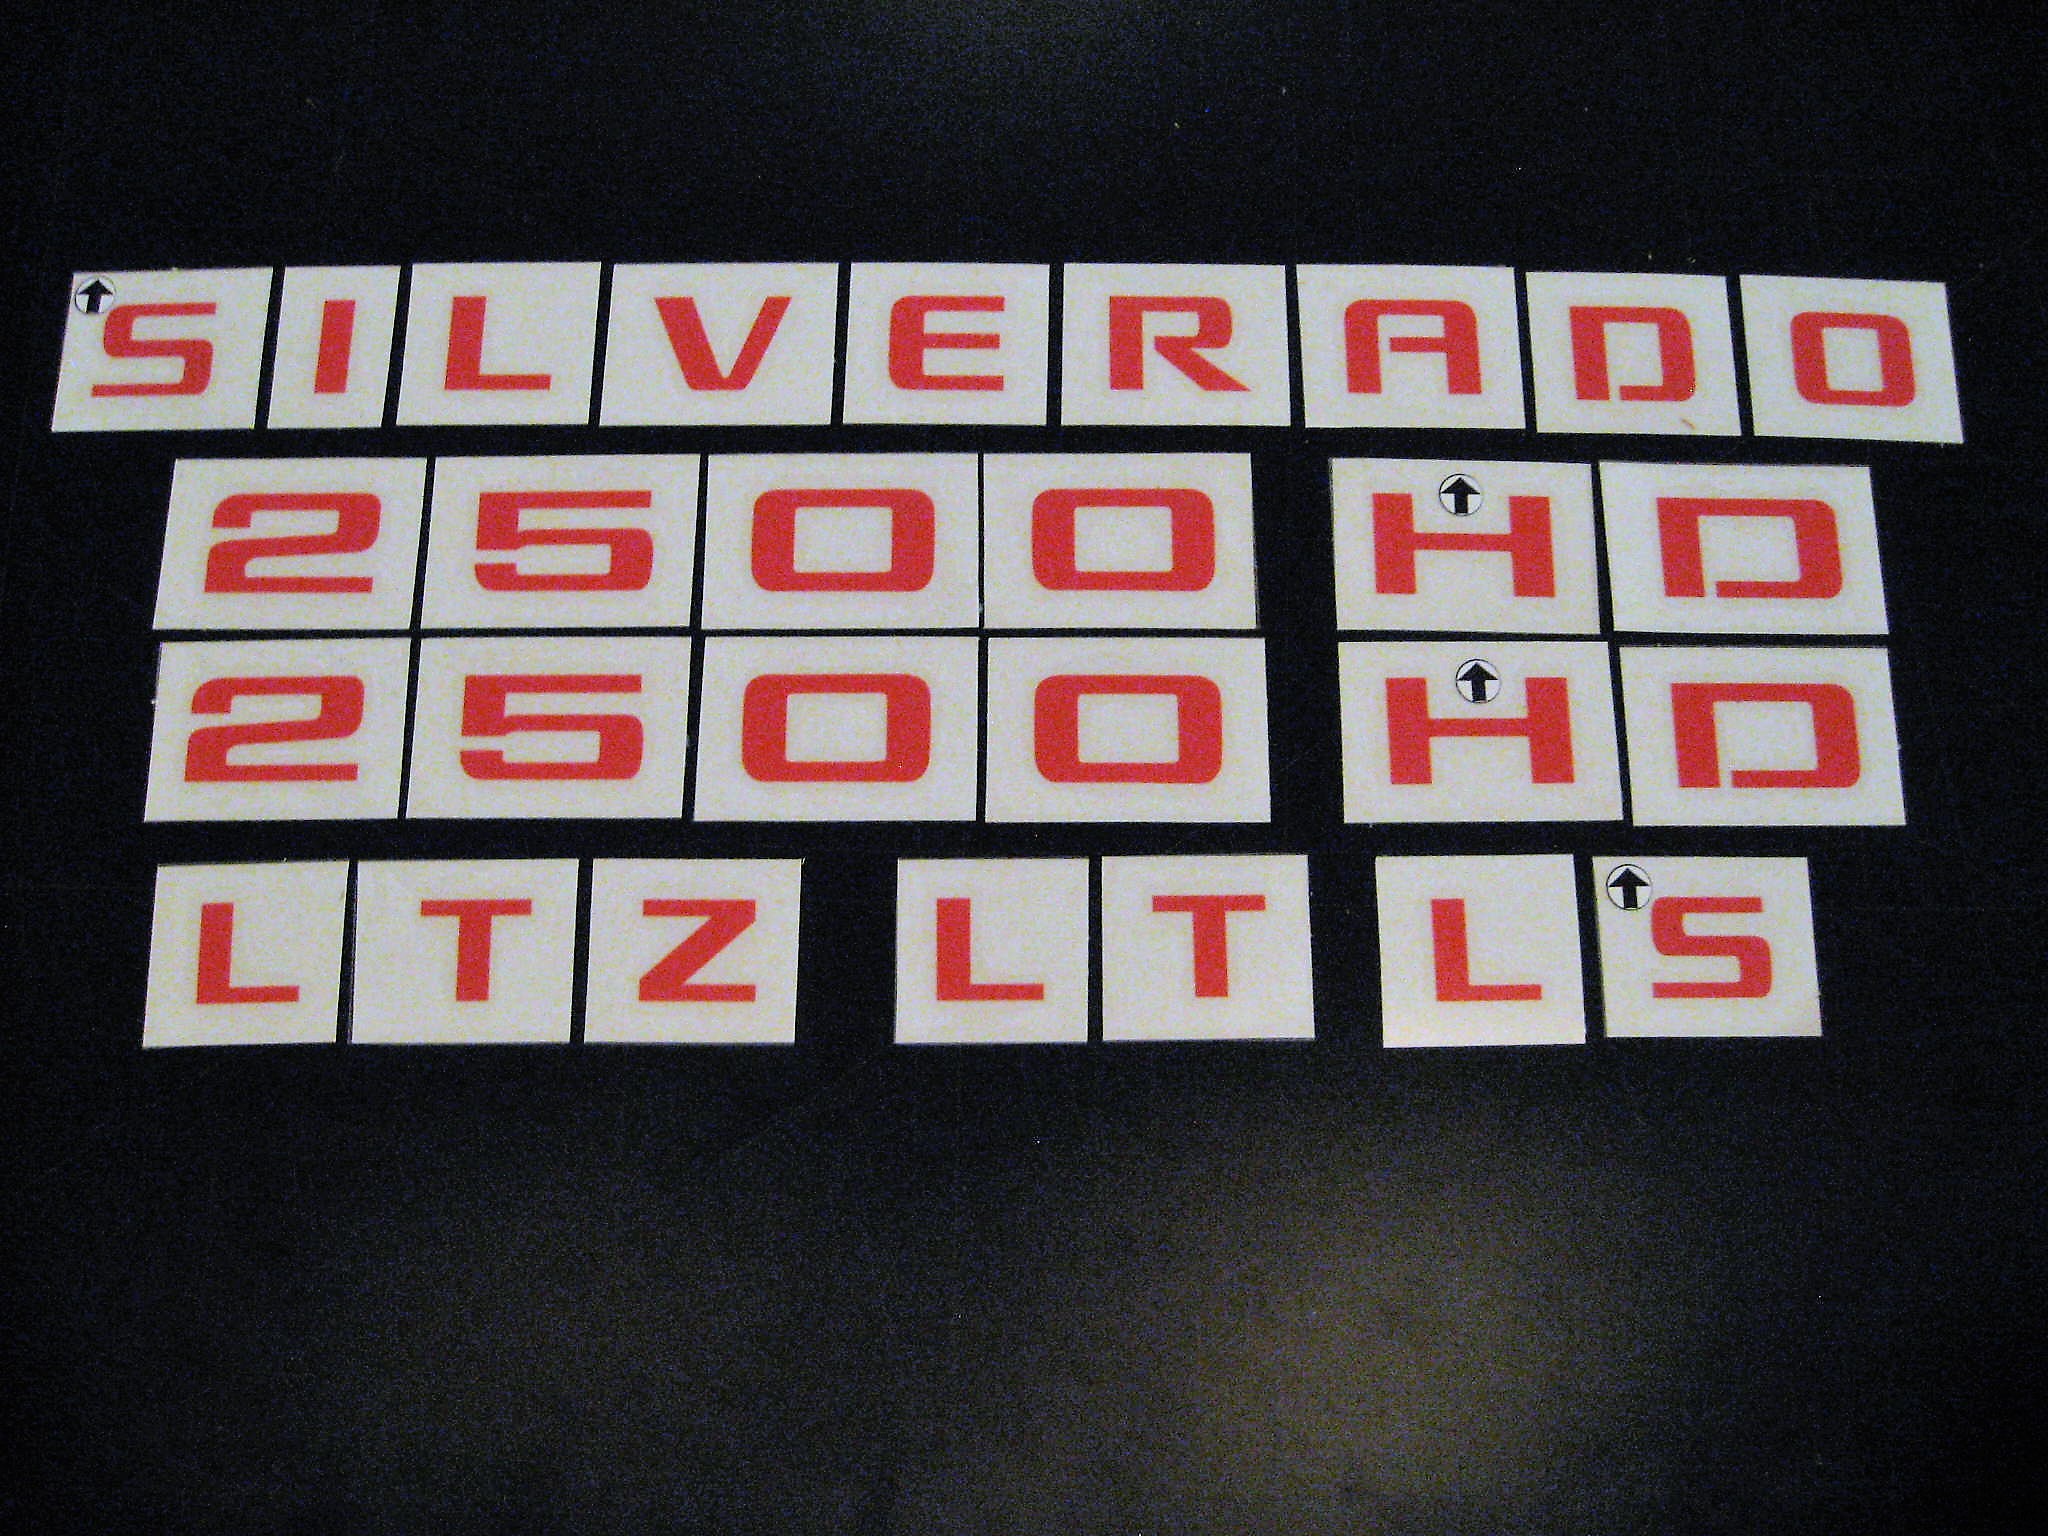 SILVERADO
2500 HD
2500 HD
LTZ LT LS